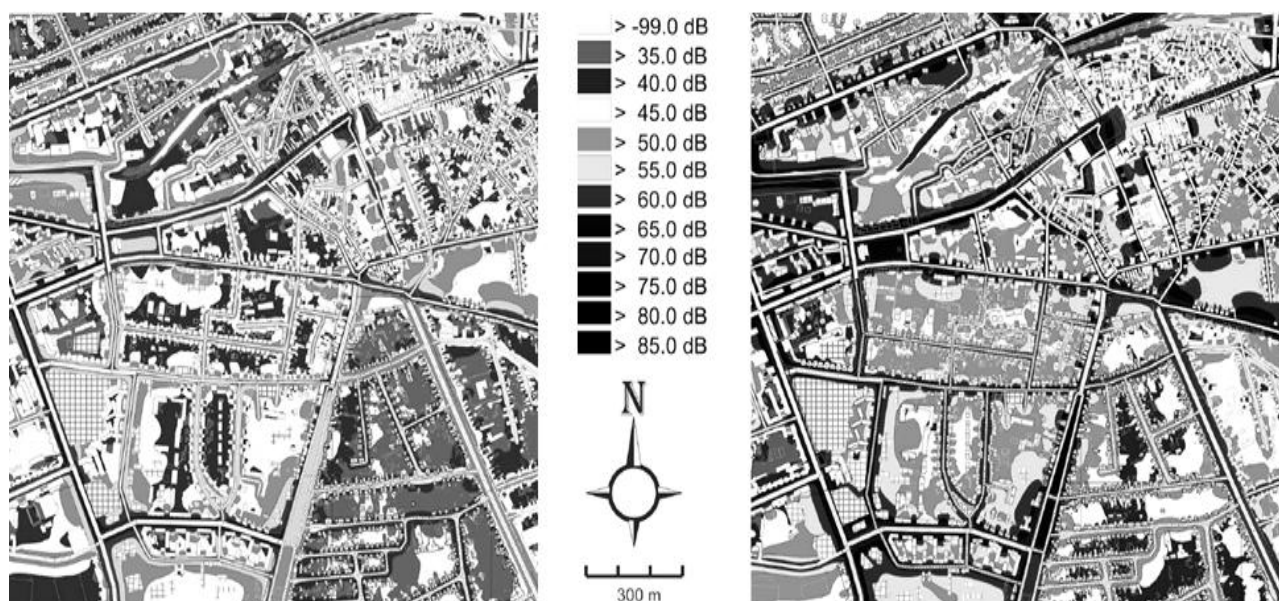 > -99.0 dB
> 35.0 dB
> 40.0 dB
> 45.0 dB
> 50.0 dB
> 55.0 dB
> 60.0 dB
> 65.0 dB
> 70.0 dB
> 75.0 dB
> 80.0 dB
> 85.0 dB
N
300 m